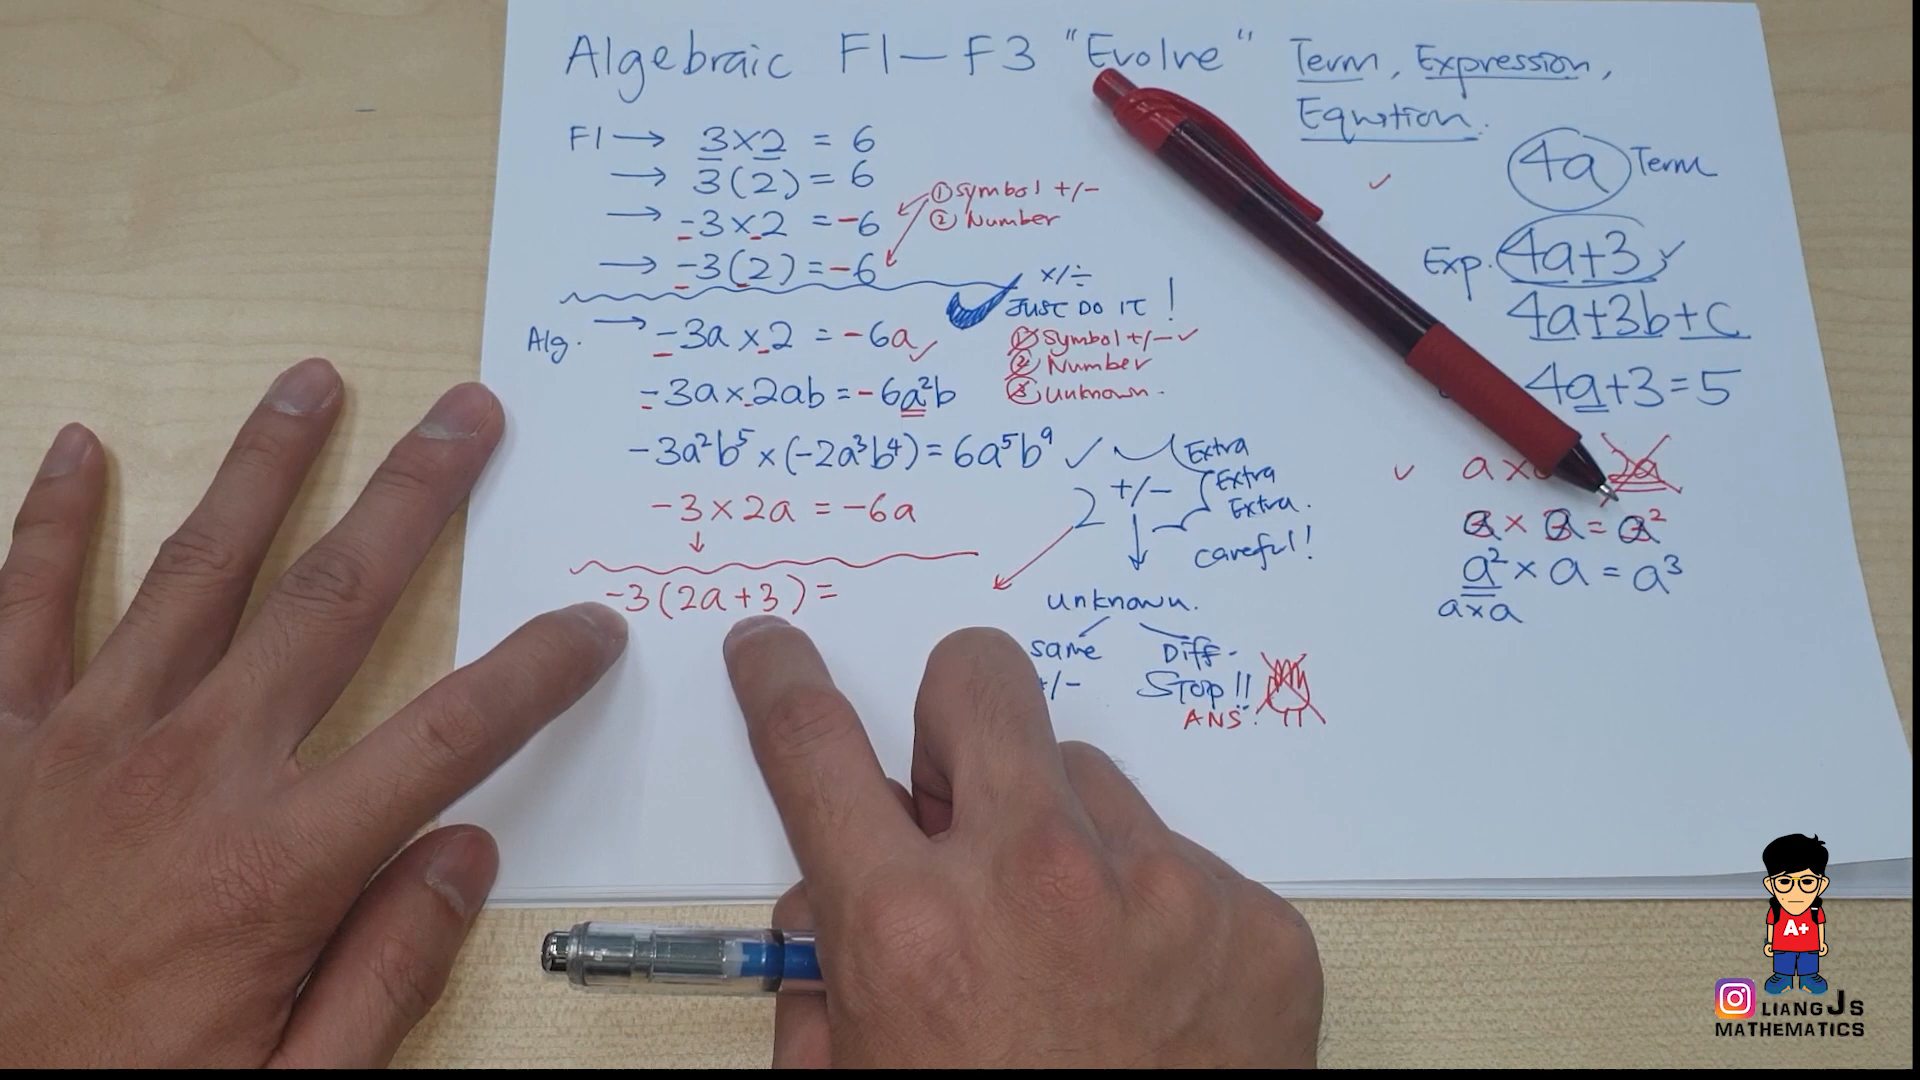 Algebraic F1 — F3 "Evolve" Term, Expression,
Equation.
F1 → 3 × 2 = 6
→ 3(2) = 6
→ -3 × 2 = -6
→ -3(2) = -6
① Symbol +/-
② Number
Alg. → -3a × 2 = -6a ✓
-3a × 2ab = -6a²b
-3a²b⁵ × (-2a³b⁴) = 6a⁵b⁹ ✓
-3 × 2a = -6a
↓
-3(2a + 3) =
×/÷
JUST DO IT !
① Symbol +/- ✓
② Number
③ Unknown.
2 +/-
Extra
Extra
Extra.
careful!
unknown.
same
+/-
Diff.
STOP!!
ANS.
4a Term
Exp. 4a+3 ✓
4a+3b+c
4a+3=5
✓ a ×
2a
a × a = a²
a² × a = a³
a×a
A+
LIANGJS
MATHEMATICS